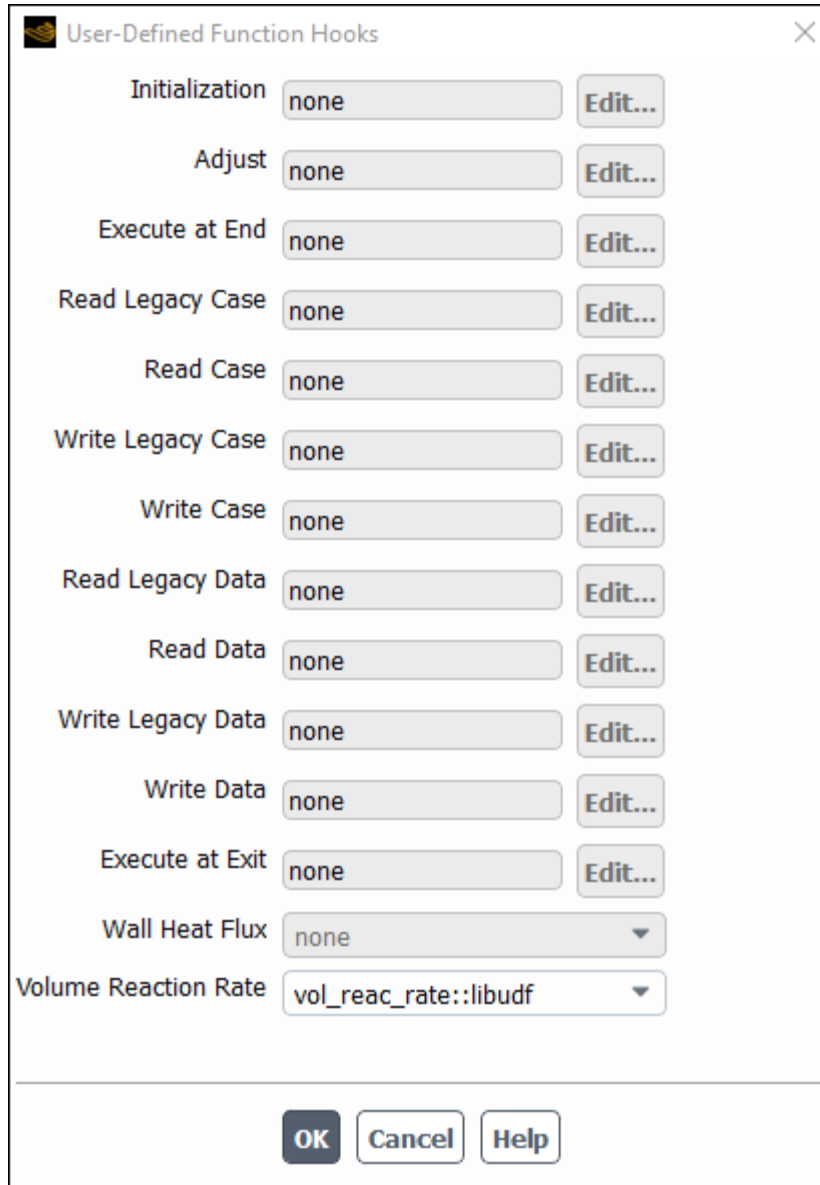 User-Defined Function Hooks
Initialization none Edit...
Adjust none Edit...
Execute at End none Edit...
Read Legacy Case none Edit...
Read Case none Edit...
Write Legacy Case none Edit...
Write Case none Edit...
Read Legacy Data none Edit...
Read Data none Edit...
Write Legacy Data none Edit...
Write Data none Edit...
Execute at Exit none Edit...
Wall Heat Flux none
Volume Reaction Rate vol_reac_rate::libudf
OK Cancel Help